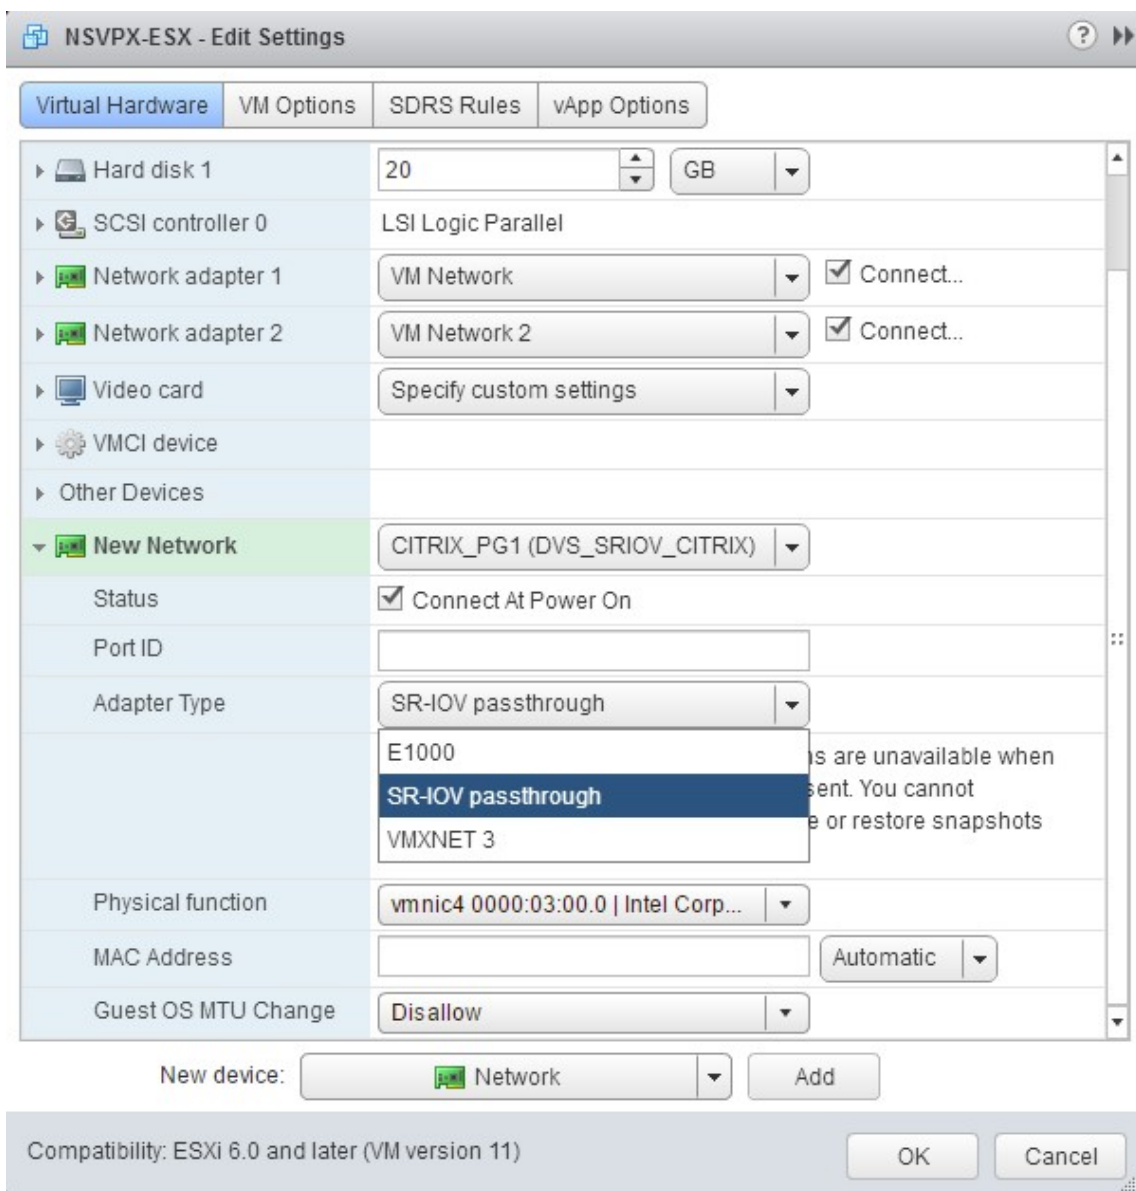 NSVPX-ESX - Edit Settings ?
Virtual Hardware VM Options SDRS Rules vApp Options
Hard disk 1 20 GB
SCSI controller 0 LSI Logic Parallel
Network adapter 1 VM Network Connect...
Network adapter 2 VM Network 2 Connect...
Video card Specify custom settings
VMCI device
Other Devices
New Network CITRIX_PG1 (DVS_SRIOV_CITRIX)
Status Connect At Power On
Port ID
Adapter Type SR-IOV passthrough
E1000 are unavailable when
SR-IOV passthrough You cannot
VMXNET 3 or restore snapshots
Physical function vmnic4 0000:03:00.0 | Intel Corp...
MAC Address Automatic
Guest OS MTU Change Disallow
New device: Network Add
Compatibility: ESXi 6.0 and later (VM version 11) OK Cancel